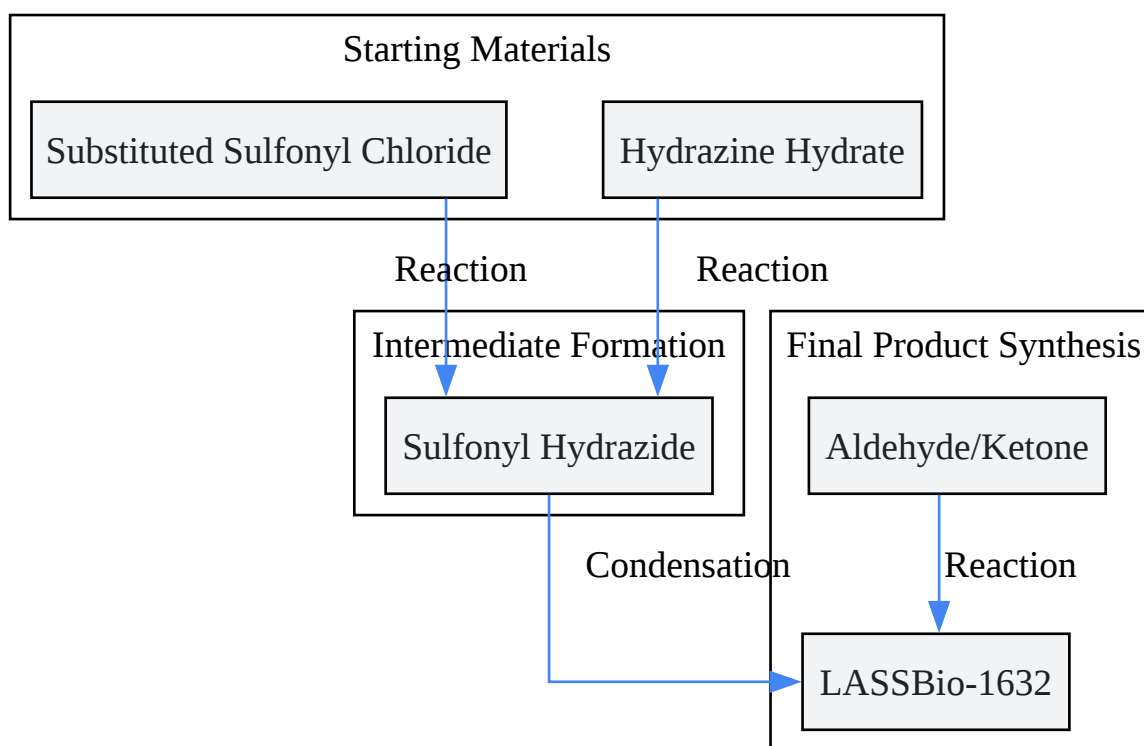 Starting Materials
Substituted Sulfonyl Chloride
Hydrazine Hydrate
Reaction
Reaction
Intermediate Formation
Final Product Synthesis
Sulfonyl Hydrazide
Aldehyde/Ketone
Condensation
Reaction
LASSBio-1632